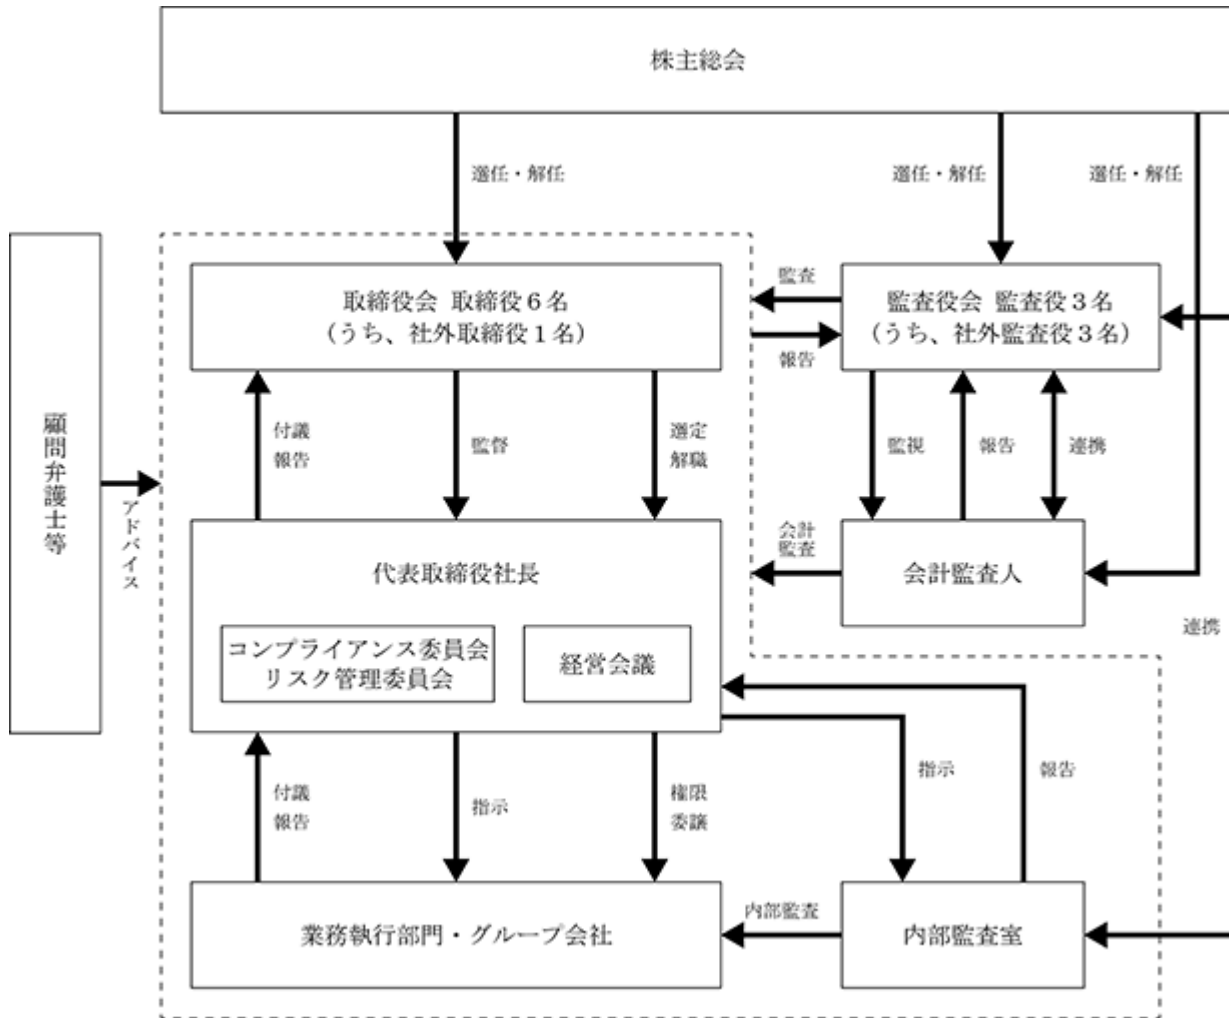 株主総会
選任・解任
選任・解任
選任・解任
取締役会 取締役６名
（うち、社外取締役１名）
監査
報告
監査役会 監査役３名
（うち、社外監査役３名）
顧問弁護士等
アドバイス
付議
報告
監督
選定
解職
監視
報告
連携
代表取締役社長
コンプライアンス委員会
リスク管理委員会
経営会議
会計
監査
会計監査人
連携
付議
報告
指示
権限
委譲
指示
報告
業務執行部門・グループ会社
内部監査
内部監査室